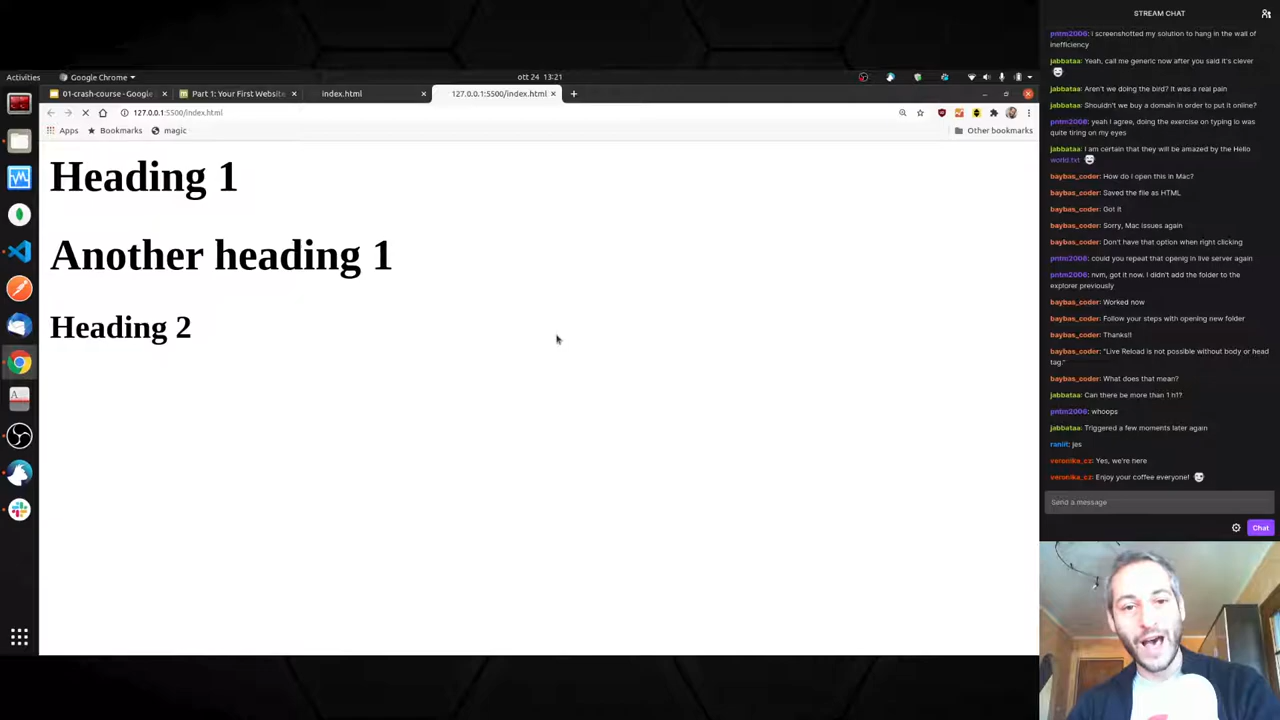 Activities
Google Chrome
ott 24 13:21
01-crash-course - Google
Part 1: Your First Website
index.html
127.0.0.1:5500/index.html
127.0.0.1:5500/index.html
Apps
Bookmarks
magic
Other bookmarks
Heading 1
Another heading 1
Heading 2
STREAM CHAT
pntm2006: I screenshotted my solution to hang in the wall of
inefficiency
jabbataa: Yeah, call me generic now after you said it's clever
jabbataa: Aren't we doing the bird? It was a real pain
jabbataa: Shouldn't we buy a domain in order to put it online?
pntm2006: yeah I agree, doing the exercise on typing io was
quite tiring on my eyes
jabbataa: I am certain that they will be amazed by the Hello
world.txt
baybas_coder: How do I open this in Mac?
baybas_coder: Saved the file as HTML
baybas_coder: Got it
baybas_coder: Sorry, Mac issues again
baybas_coder: Don't have that option when right clicking
pntm2006: could you repeat that openig in live server again
pntm2006: nvm, got it now. I didn't add the folder to the
explorer previously
baybas_coder: Worked now
baybas_coder: Follow your steps with opening new folder
baybas_coder: Thanks!!
baybas_coder: "Live Reload is not possible without body or head
tag."
baybas_coder: What does that mean?
jabbataa: Can there be more than 1 h1?
pntm2006: whoops
jabbataa: Triggered a few moments later again
raniit: jes
veronika_cz: Yes, we're here
veronika_cz: Enjoy your coffee everyone!
Send a message
Chat